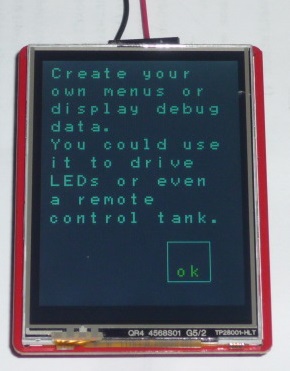 Create your
own menus or
display debug
data.
You could use
it to drive
LEDs or even
a remote
control tank.
ok
QR4 4568S01 G5/2 TP28001-HLT